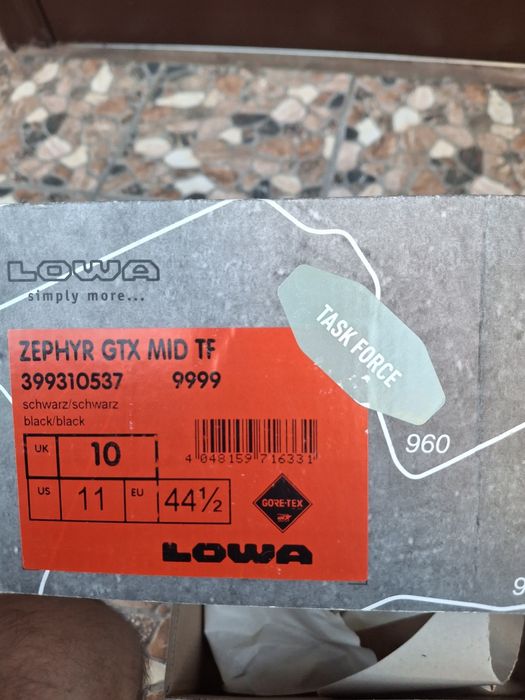 LOWA
simply more...
TASK FORCE
ZEPHYR GTX MID TF
399310537 9999
schwarz/schwarz
black/black
UK 10
4 048159 716331
US 11 EU 44½
GORE-TEX
LOWA
960
9